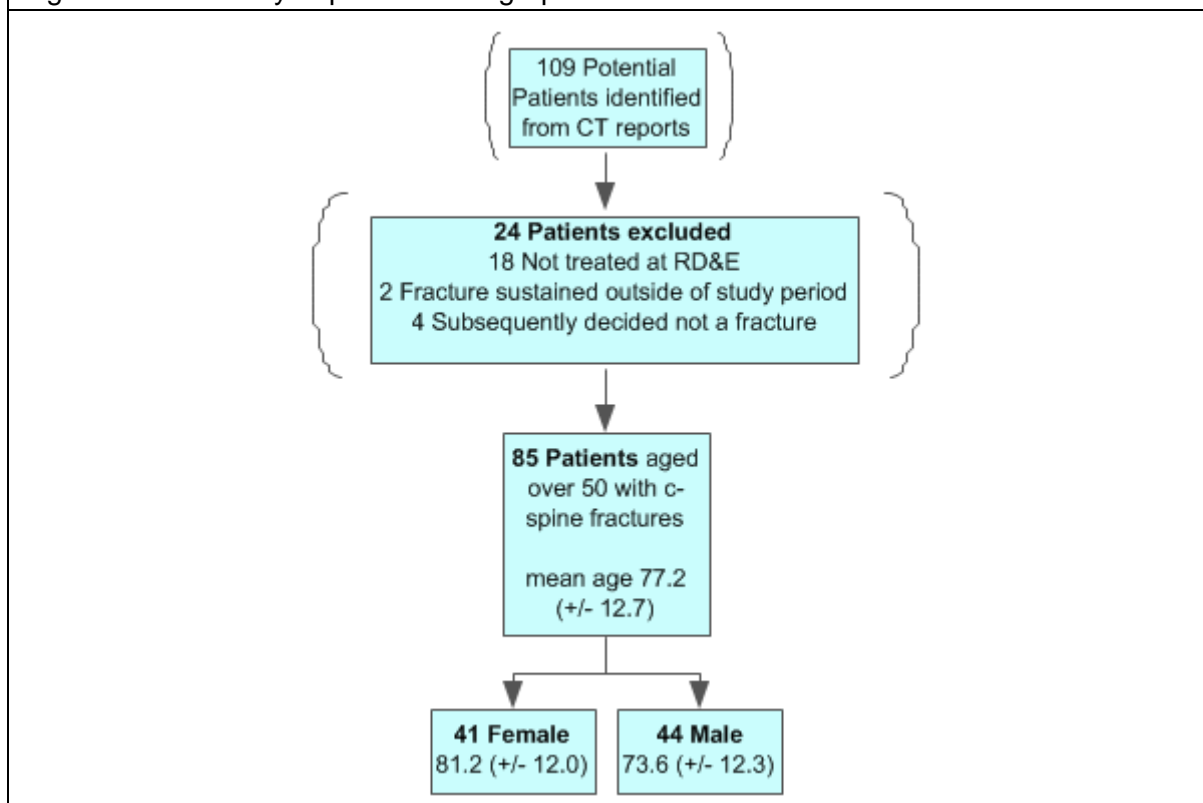 109 Potential
Patients identified
from CT reports
24 Patients excluded
18 Not treated at RD&E
2 Fracture sustained outside of study period
4 Subsequently decided not a fracture
85 Patients aged
over 50 with c-
spine fractures
mean age 77.2
(+/- 12.7)
41 Female
81.2 (+/- 12.0)
44 Male
73.6 (+/- 12.3)